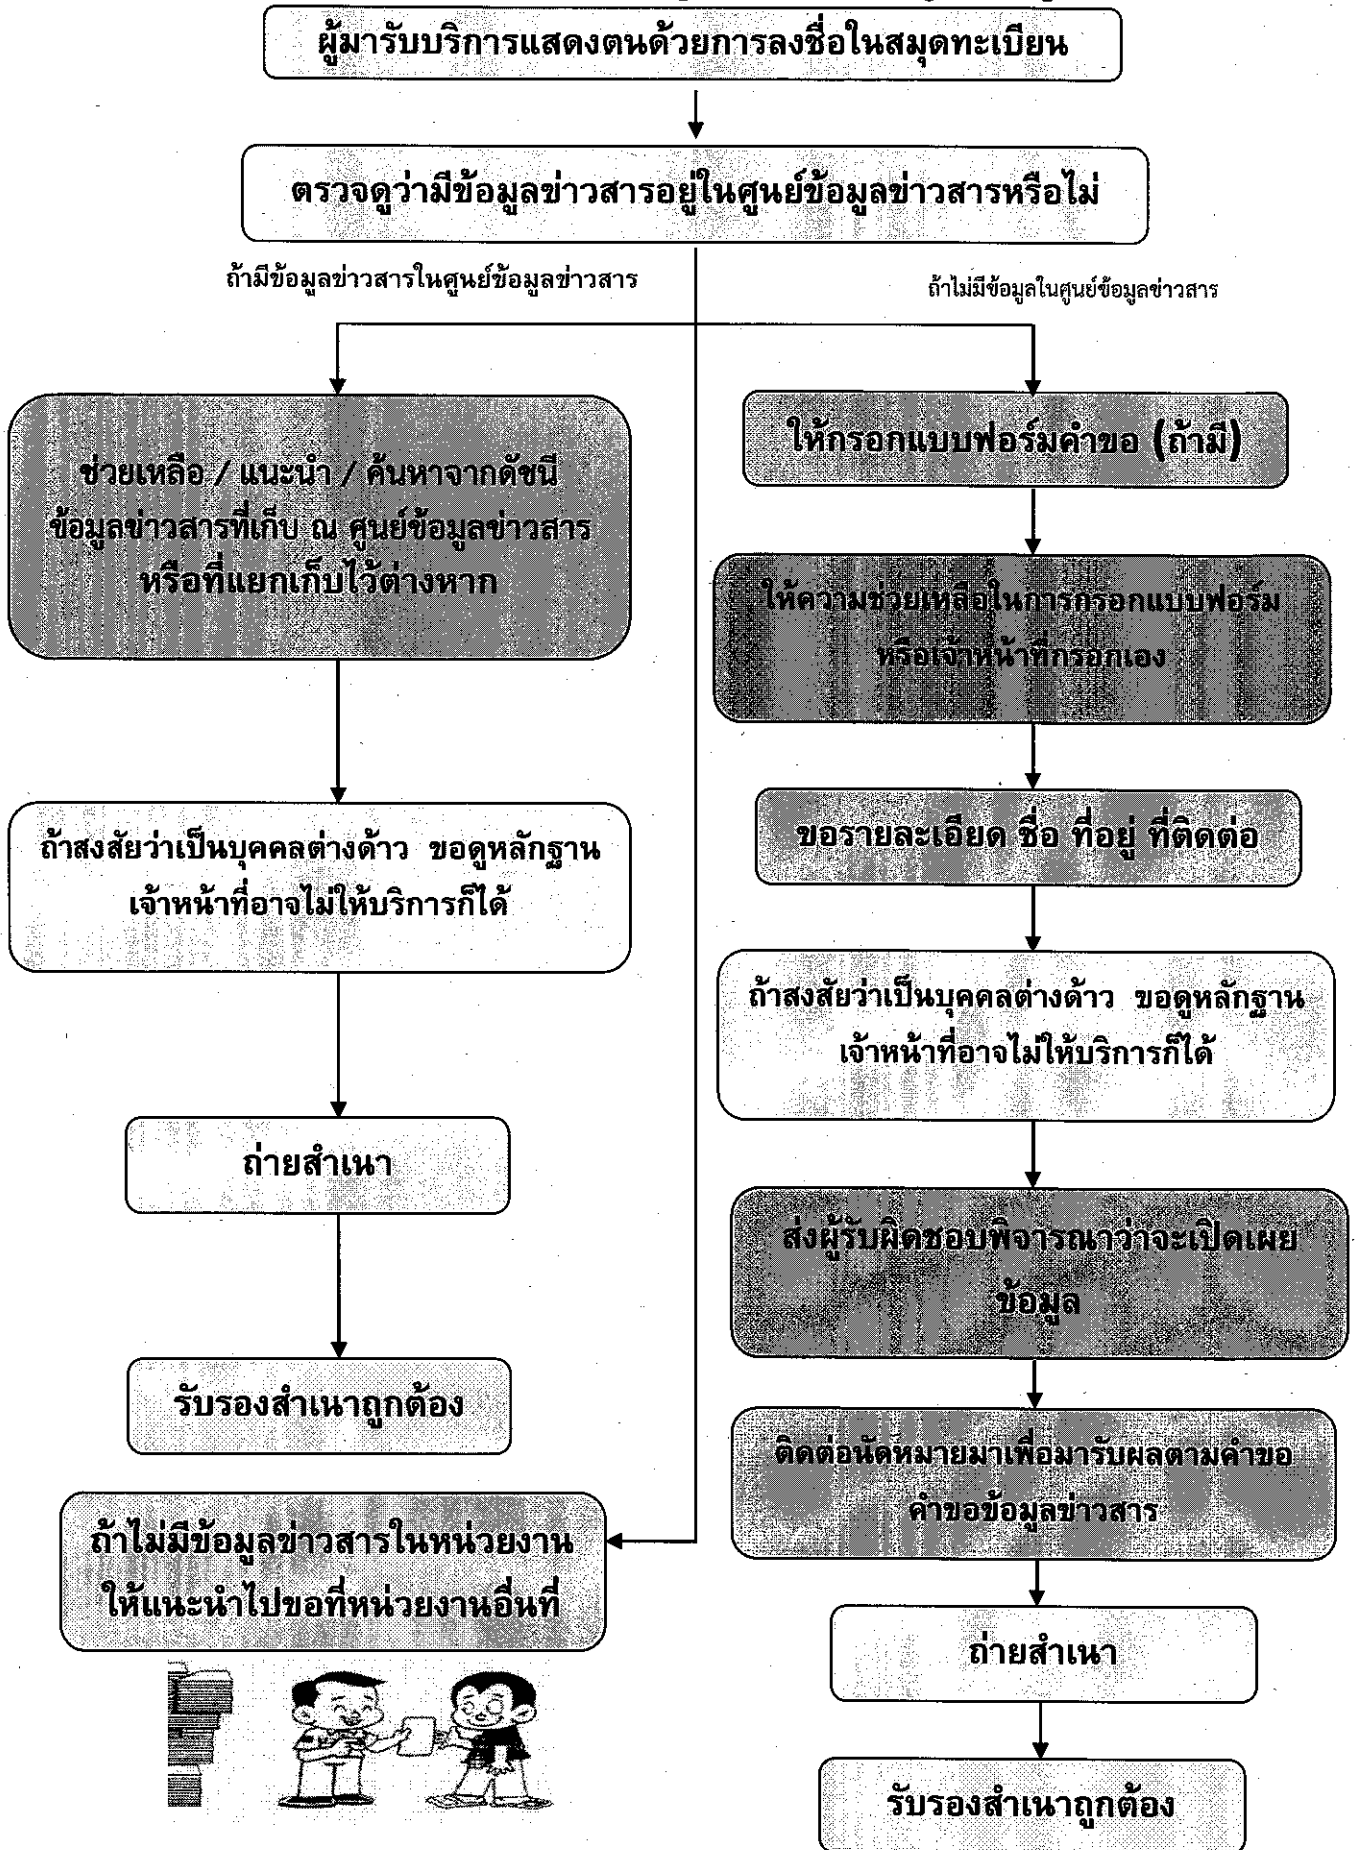 ผู้มารับบริการแสดงตนด้วยการลงชื่อในสมุดทะเบียน
ตรวจดูว่ามีข้อมูลข่าวสารอยู่ในศูนย์ข้อมูลข่าวสารหรือไม่
ถ้ามีข้อมูลข่าวสารในศูนย์ข้อมูลข่าวสาร
ถ้าไม่มีข้อมูลในศูนย์ข้อมูลข่าวสาร
ช่วยเหลือ / แนะนำ / ค้นหาจากดัชนี
ข้อมูลข่าวสารที่เก็บ ณ ศูนย์ข้อมูลข่าวสาร
หรือที่แยกเก็บไว้ต่างหาก
ถ้าสงสัยว่าเป็นบุคคลต่างด้าว ขอดูหลักฐาน
เจ้าหน้าที่อาจไม่ให้บริการก็ได้
ถ่ายสำเนา
รับรองสำเนาถูกต้อง
ถ้าไม่มีข้อมูลข่าวสารในหน่วยงาน
ให้แนะนำไปขอที่หน่วยงานอื่นที่
ให้กรอกแบบฟอร์มคำขอ (ถ้ามี)
ให้ความช่วยเหลือในการกรอกแบบฟอร์ม
หรือเจ้าหน้าที่กรอกเอง
ขอรายละเอียด ชื่อ ที่อยู่ ที่ติดต่อ
ถ้าสงสัยว่าเป็นบุคคลต่างด้าว ขอดูหลักฐาน
เจ้าหน้าที่อาจไม่ให้บริการก็ได้
ส่งผู้รับผิดชอบพิจารณาว่าจะเปิดเผย
ข้อมูล
ติดต่อนัดหมายมาเพื่อมารับผลตามคำขอ
คำขอข้อมูลข่าวสาร
ถ่ายสำเนา
รับรองสำเนาถูกต้อง